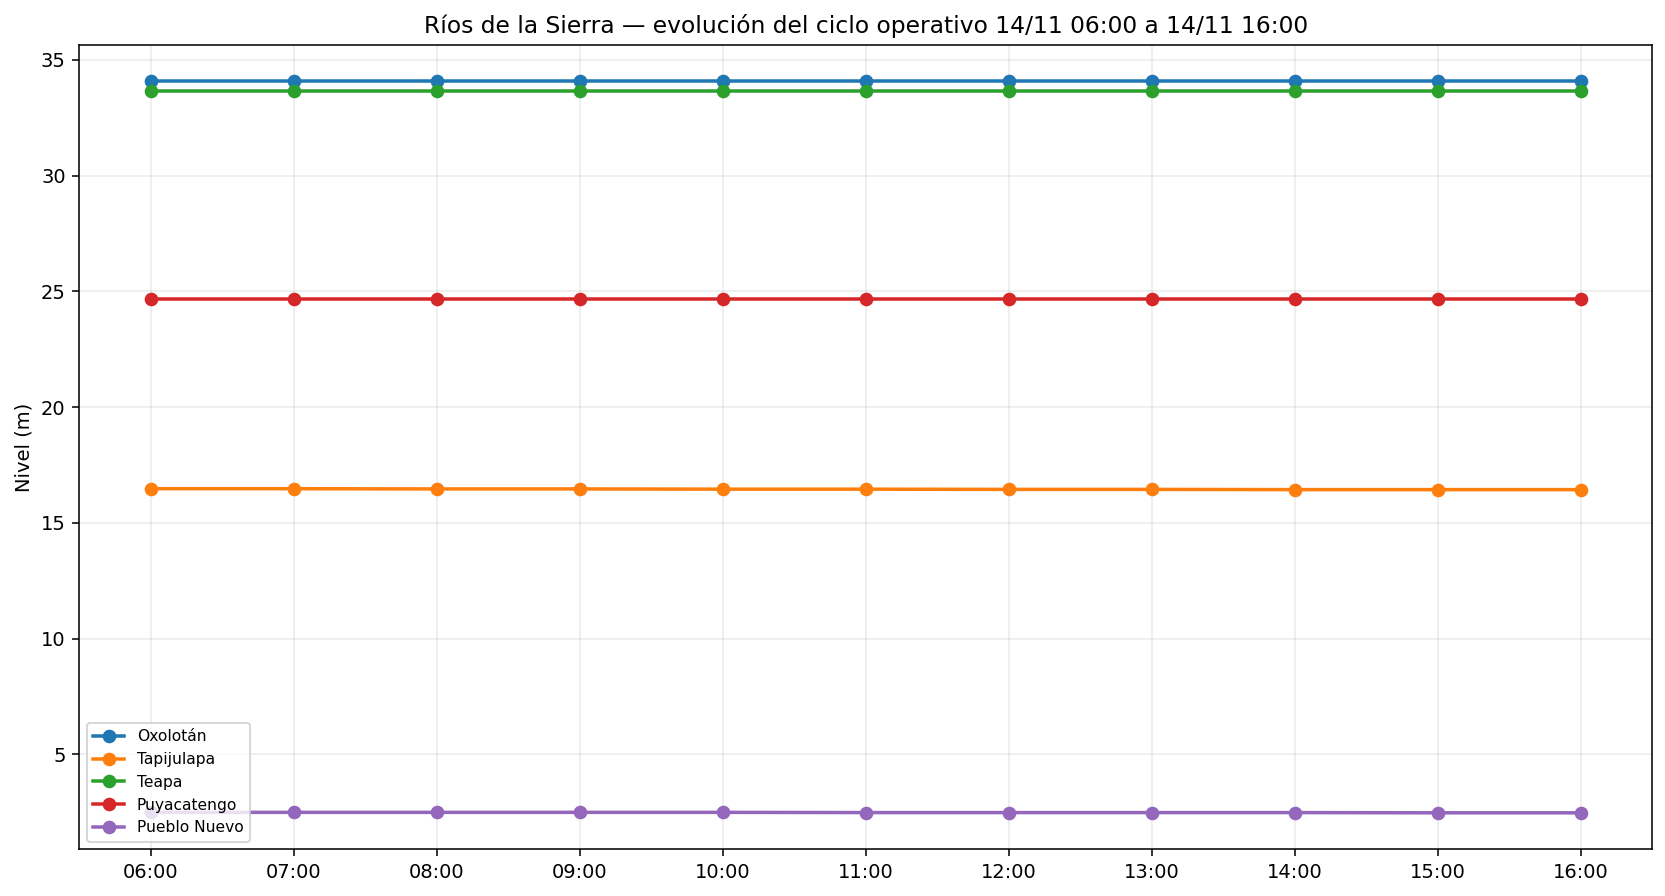 Ríos de la Sierra — evolución del ciclo operativo 14/11 06:00 a 14/11 16:00
Nivel (m)
35
30
25
20
15
10
5
Oxolotán
Tapijulapa
Teapa
Puyacatengo
Pueblo Nuevo
06:00 07:00 08:00 09:00 10:00 11:00 12:00 13:00 14:00 15:00 16:00